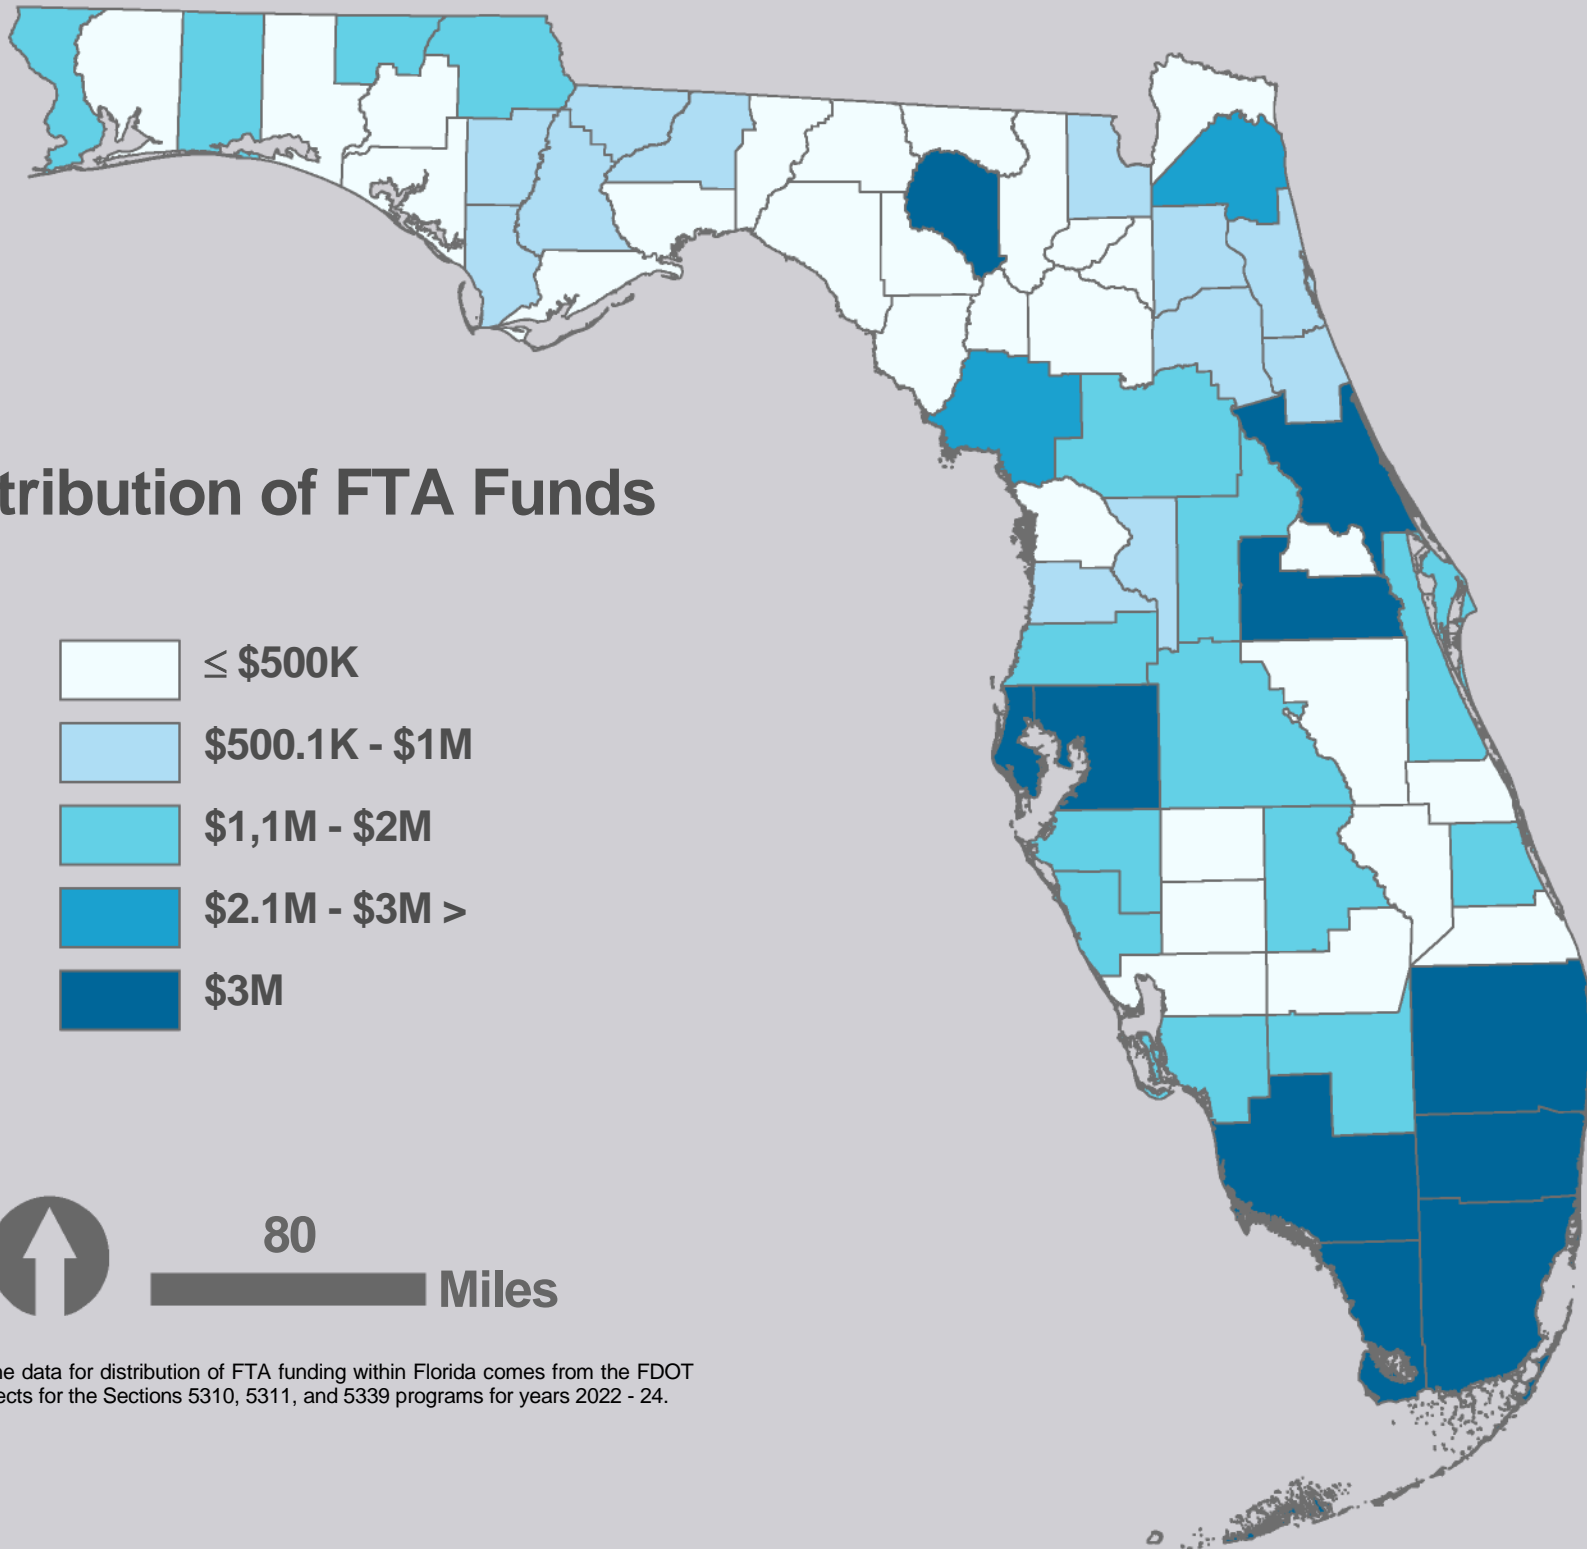 tribution of FTA Funds
≤ $500K
$500.1K - $1M
$1,1M - $2M
$2.1M - $3M >
$3M
80
Miles
ne data for distribution of FTA funding within Florida comes from the FDOT
ects for the Sections 5310, 5311, and 5339 programs for years 2022 - 24.